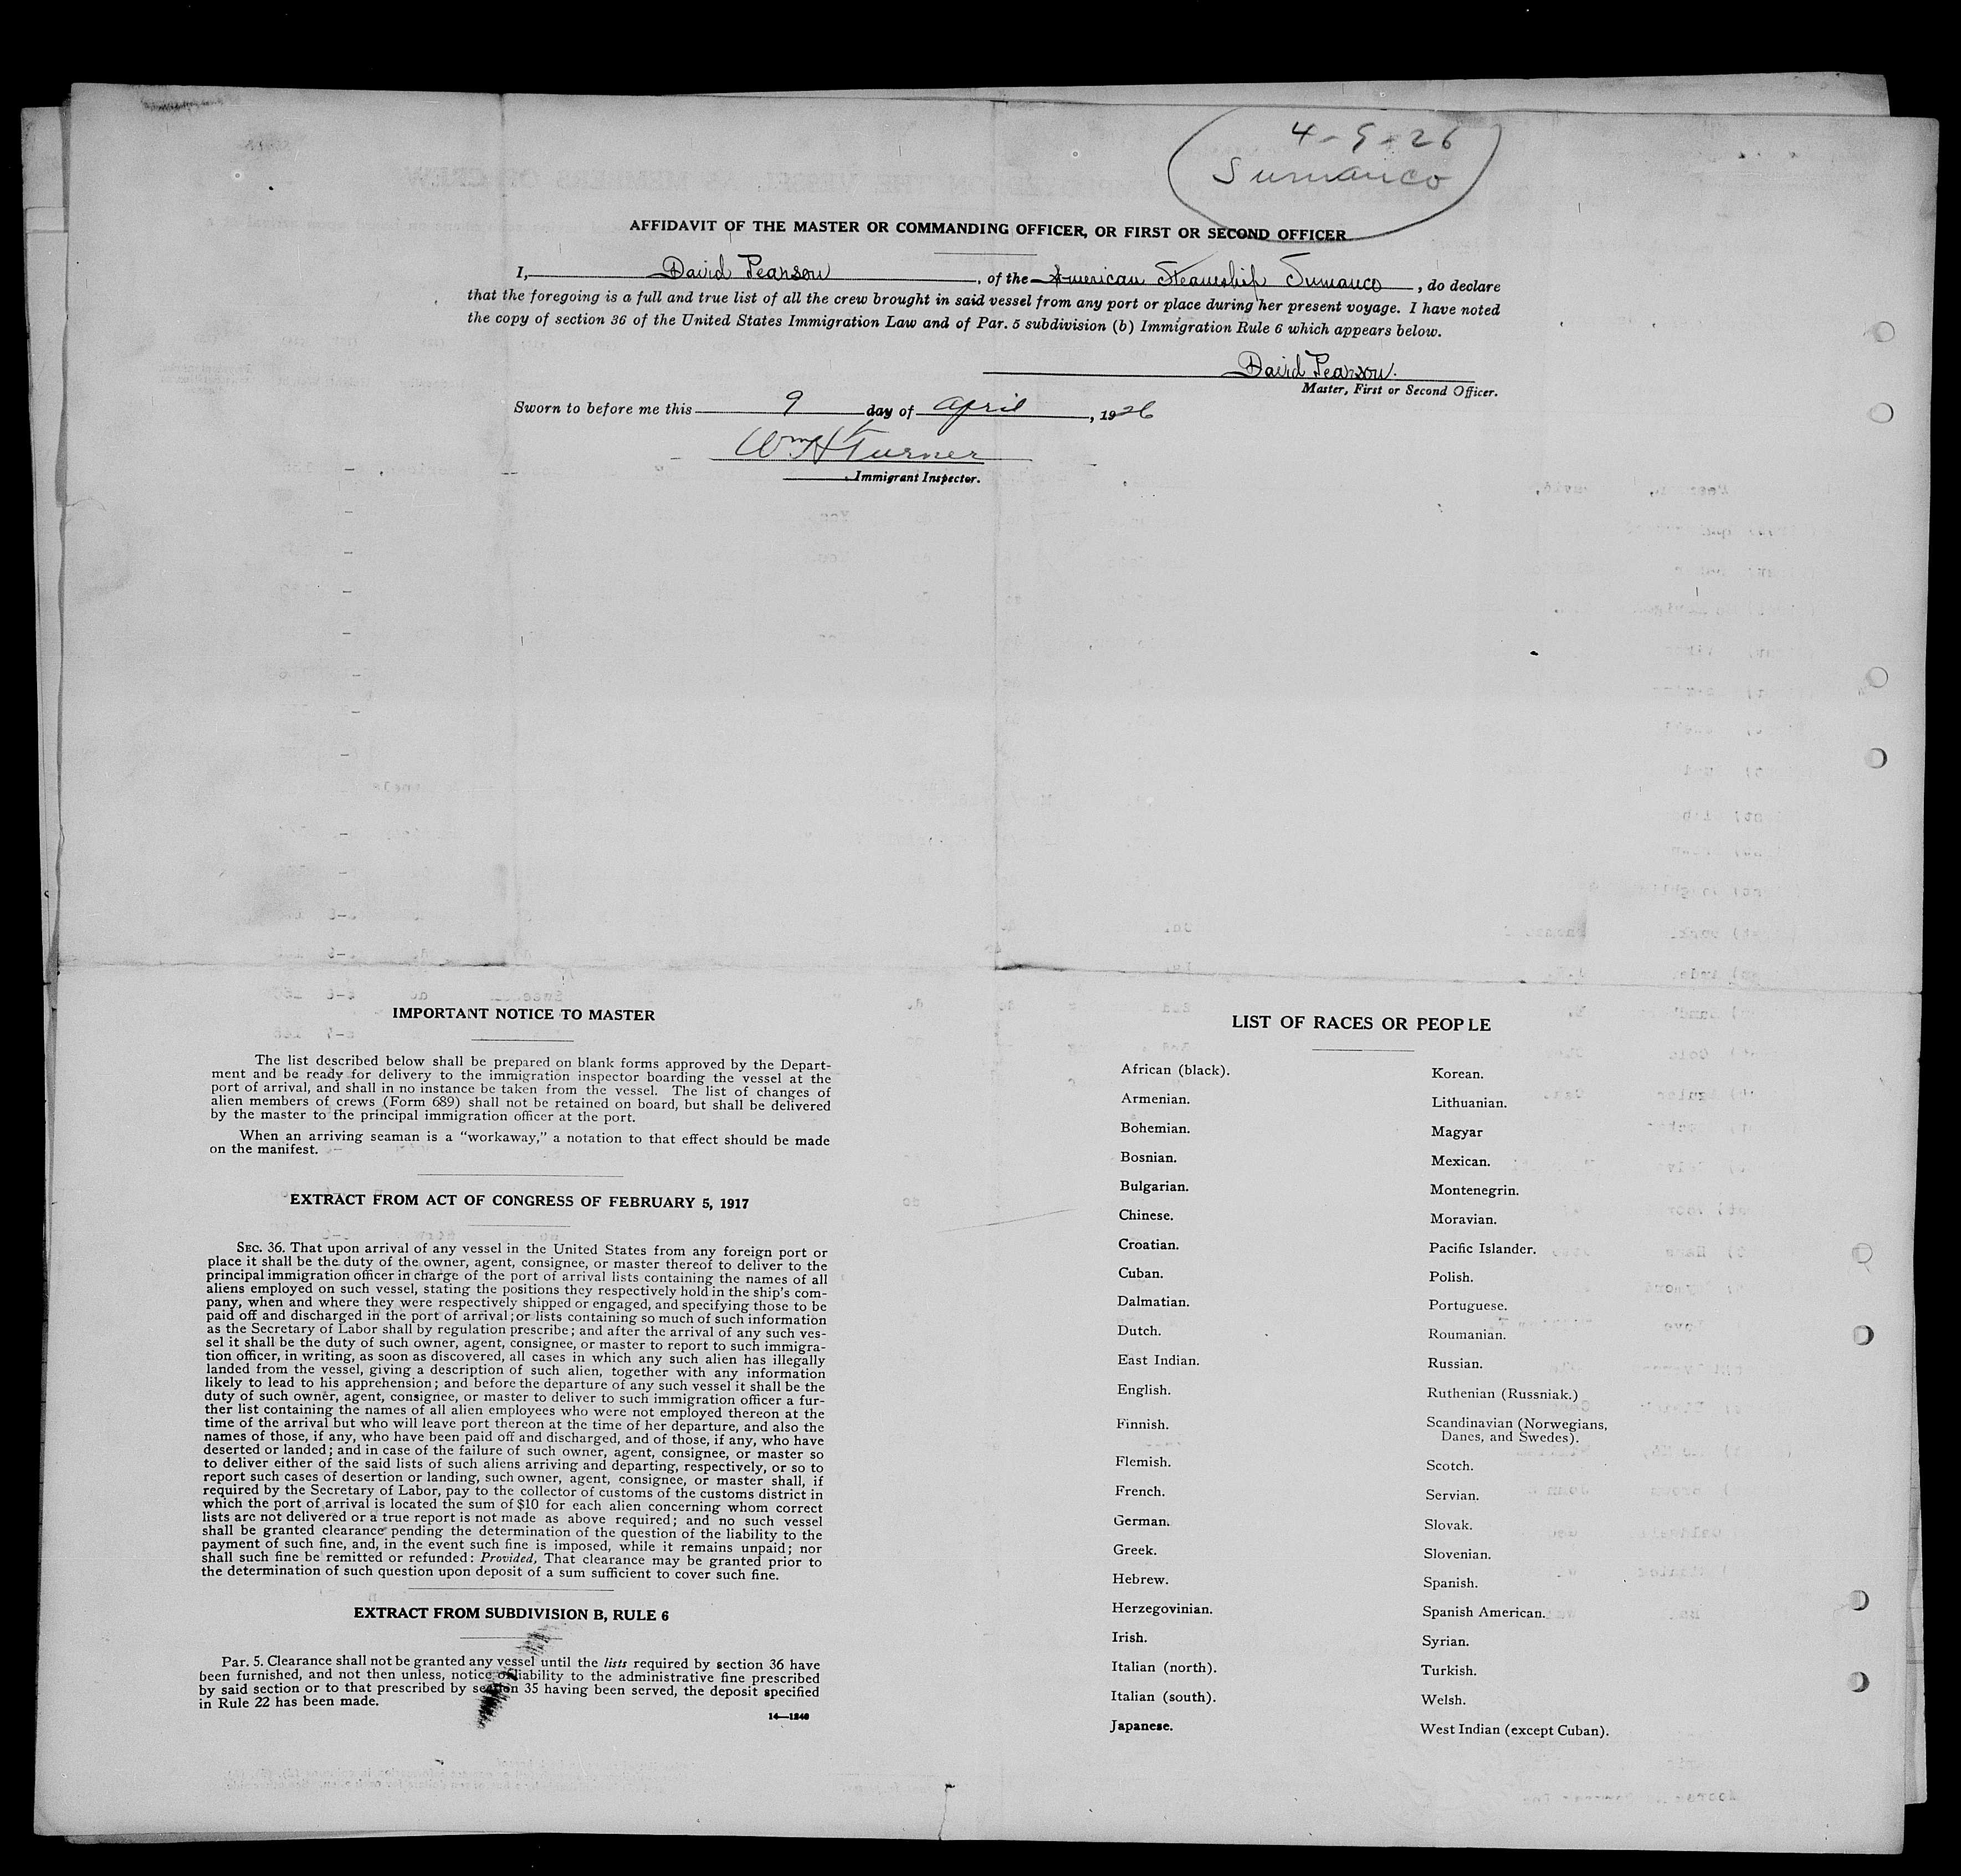 4-9-26
Sumanco
AFFIDAVIT OF THE MASTER OR COMMANDING OFFICER, OR FIRST OR SECOND OFFICER
I, David Pearson, of the American Steamship Sumanco, do declare
that the foregoing is a full and true list of all the crew brought in said vessel from any port or place during her present voyage. I have noted
the copy of section 36 of the United States Immigration Law and of Par. 5 subdivision (b) Immigration Rule 6 which appears below.
David Pearson.
Master, First or Second Officer.
Sworn to before me this 9 day of April, 1926
Wm H Turner
Immigrant Inspector.
IMPORTANT NOTICE TO MASTER
The list described below shall be prepared on blank forms approved by the Depart-
ment and be ready for delivery to the immigration inspector boarding the vessel at the
port of arrival, and shall in no instance be taken from the vessel. The list of changes of
alien members of crews (Form 689) shall not be retained on board, but shall be delivered
by the master to the principal immigration officer at the port.
When an arriving seaman is a "workaway," a notation to that effect should be made
on the manifest.
EXTRACT FROM ACT OF CONGRESS OF FEBRUARY 5, 1917
SEC. 36. That upon arrival of any vessel in the United States from any foreign port or
place it shall be the duty of the owner, agent, consignee, or master thereof to deliver to the
principal immigration officer in charge of the port of arrival lists containing the names of all
aliens employed on such vessel, stating the positions they respectively hold in the ship's com-
pany, when and where they were respectively shipped or engaged, and specifying those to be
paid off and discharged in the port of arrival; or lists containing so much of such information
as the Secretary of Labor shall by regulation prescribe; and after the arrival of any such ves-
sel it shall be the duty of such owner, agent, consignee, or master to report to such immigra-
tion officer, in writing, as soon as discovered, all cases in which any such alien has illegally
landed from the vessel, giving a description of such alien, together with any information
likely to lead to his apprehension; and before the departure of any such vessel it shall be the
duty of such owner, agent, consignee, or master to deliver to such immigration officer a fur-
ther list containing the names of all alien employees who were not employed thereon at the
time of the arrival but who will leave port thereon at the time of her departure, and also the
names of those, if any, who have been paid off and discharged, and of those, if any, who have
deserted or landed; and in case of the failure of such owner, agent, consignee, or master so
to deliver either of the said lists of such aliens arriving and departing, respectively, or so to
report such cases of desertion or landing, such owner, agent, consignee, or master shall, if
required by the Secretary of Labor, pay to the collector of customs of the customs district in
which the port of arrival is located the sum of $10 for each alien concerning whom correct
lists are not delivered or a true report is not made as above required; and no such vessel
shall be granted clearance pending the determination of the question of the liability to the
payment of such fine, and, in the event such fine is imposed, while it remains unpaid; nor
shall such fine be remitted or refunded: Provided, That clearance may be granted prior to
the determination of such question upon deposit of a sum sufficient to cover such fine.
EXTRACT FROM SUBDIVISION B, RULE 6
Par. 5. Clearance shall not be granted any vessel until the lists required by section 36 have
been furnished, and not then unless, notice of liability to the administrative fine prescribed
by said section or to that prescribed by section 35 having been served, the deposit specified
in Rule 22 has been made.
14—1240
LIST OF RACES OR PEOPLE
African (black).
Armenian.
Bohemian.
Bosnian.
Bulgarian.
Chinese.
Croatian.
Cuban.
Dalmatian.
Dutch.
East Indian.
English.
Finnish.
Flemish.
French.
German.
Greek.
Hebrew.
Herzegovinian.
Irish.
Italian (north).
Italian (south).
Japanese.
Korean.
Lithuanian.
Magyar
Mexican.
Montenegrin.
Moravian.
Pacific Islander.
Polish.
Portuguese.
Roumanian.
Russian.
Ruthenian (Russniak.)
Scandinavian (Norwegians,
Danes, and Swedes).
Scotch.
Servian.
Slovak.
Slovenian.
Spanish.
Spanish American.
Syrian.
Turkish.
Welsh.
West Indian (except Cuban).